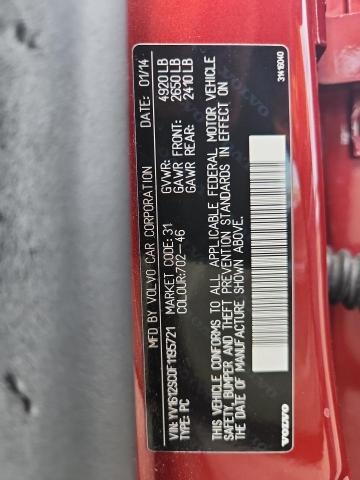 MFD BY VOLVO CAR CORPORATION DATE: 01/14
GVWR: 4920 LB
GAWR FRONT: 2650 LB
GAWR REAR: 2410 LB
VIN: YV1612SC0F1195721 MARKET CODE: 31
TYPE: PC COLOUR:702-46
THIS VEHICLE CONFORMS TO ALL APPLICABLE FEDERAL MOTOR VEHICLE
SAFETY, BUMPER AND THEFT PREVENTION STANDARDS IN EFFECT ON
THE DATE OF MANUFACTURE SHOWN ABOVE.
VOLVO
31416040